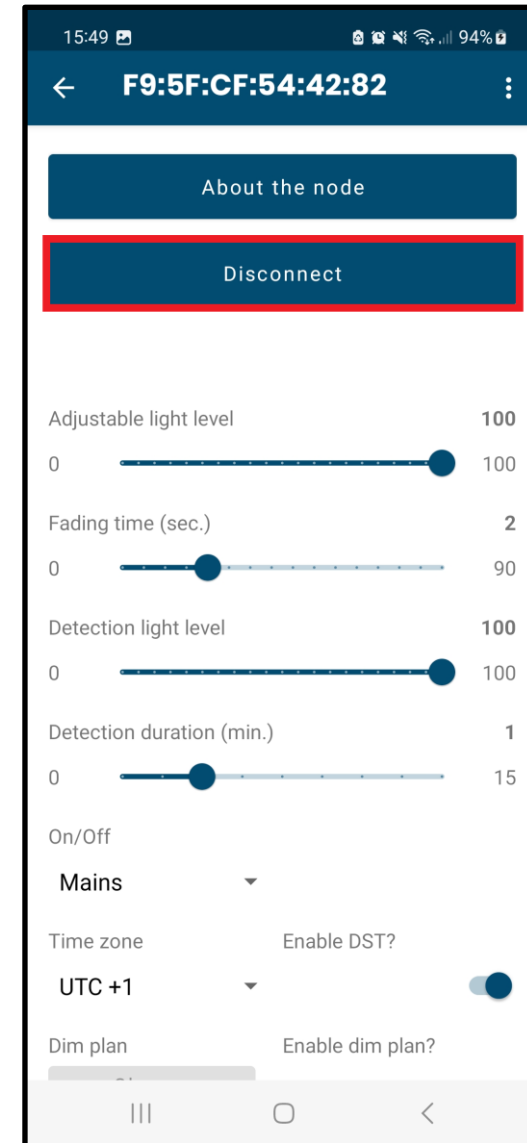 15:49 94%
F9:5F:CF:54:42:82
About the node
Disconnect
Adjustable light level 100
0 100
Fading time (sec.) 2
0 90
Detection light level 100
0 100
Detection duration (min.) 1
0 15
On/Off
Mains
Time zone Enable DST?
UTC +1
Dim plan Enable dim plan?